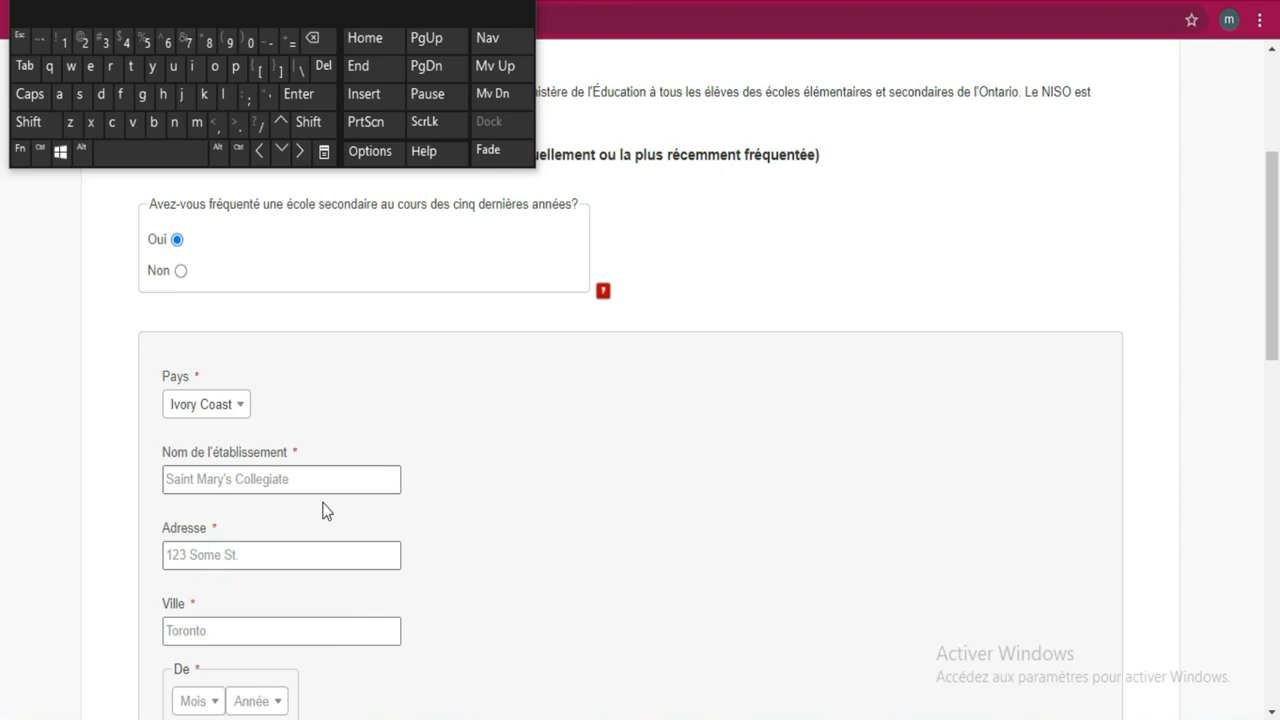 m
Esc ~` ! 1 @ 2 # 3 $ 4 % 5 ^ 6 & 7 * 8 ( 9 ) 0 _ - + = Home PgUp Nav
Tab q w e r t y u i o p { [ } ] | \ Del End PgDn Mv Up
Caps a s d f g h j k l : ; " ' Enter Insert Pause Mv Dn
Shift z x c v b n m < , > . ? / Shift PrtScn ScrLk Dock
Fn Ctrl Alt Alt Ctrl Options Help Fade
istère de l'Éducation à tous les élèves des écoles élémentaires et secondaires de l'Ontario. Le NISO est
uellement ou la plus récemment fréquentée)
Avez-vous fréquenté une école secondaire au cours des cinq dernières années?
Oui
Non
?
Pays *
Ivory Coast
Nom de l'établissement *
Saint Mary's Collegiate
Adresse *
123 Some St.
Ville *
Toronto
De *
Mois Année
Activer Windows
Accédez aux paramètres pour activer Windows.